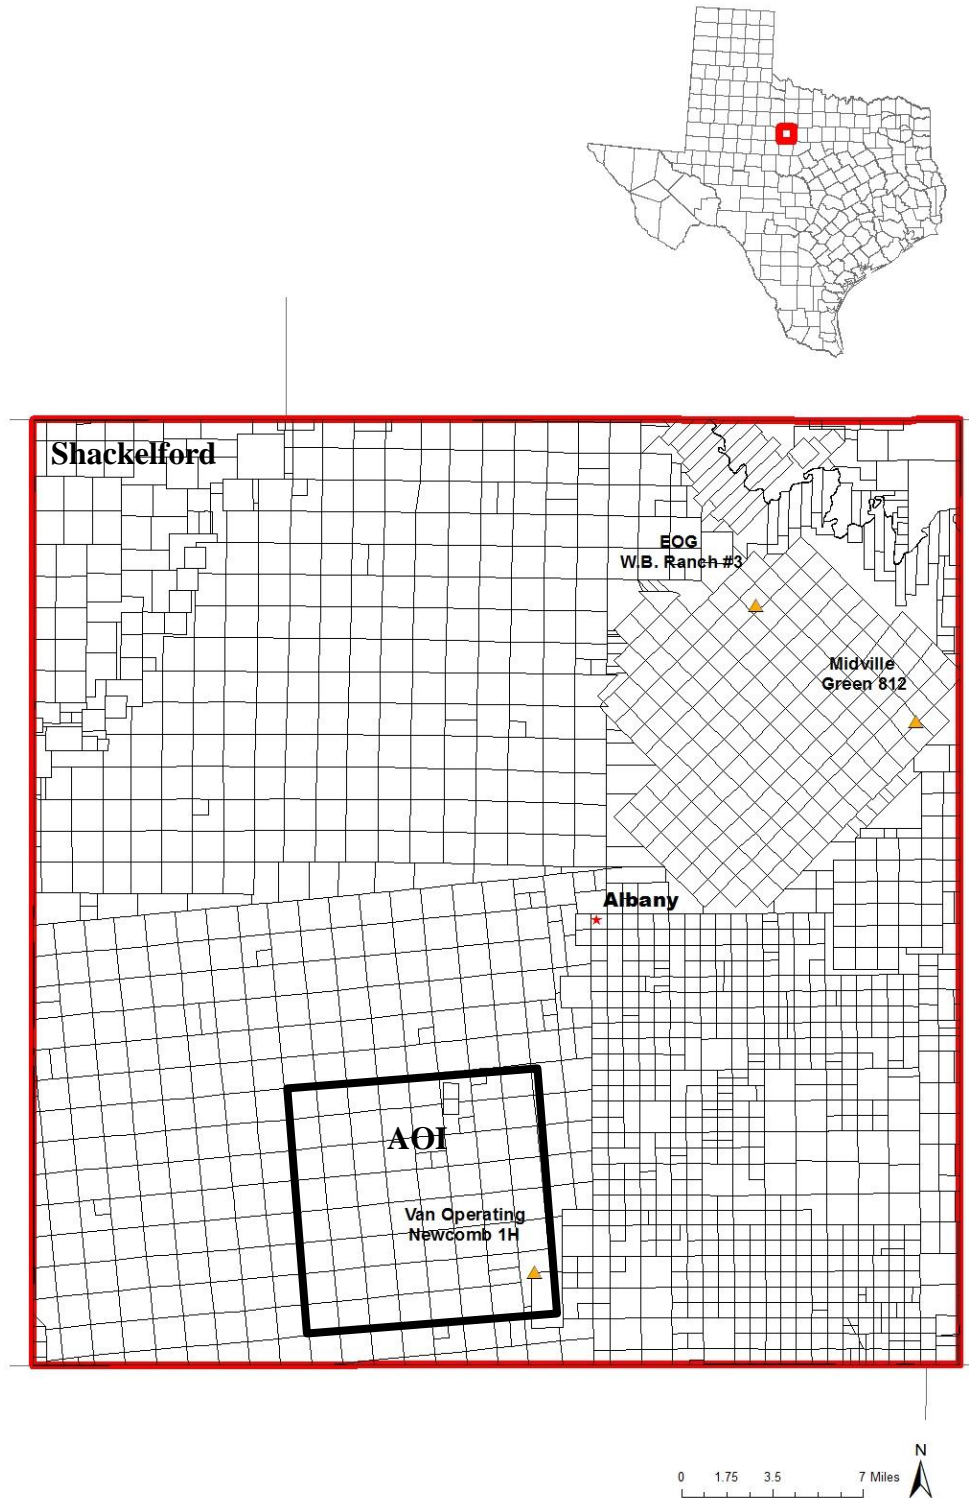 Shackelford
EOG
W.B. Ranch #3
Midville
Green 812
Albany
AOI
Van Operating
Newcomb 1H
N
0 1.75 3.5 7 Miles